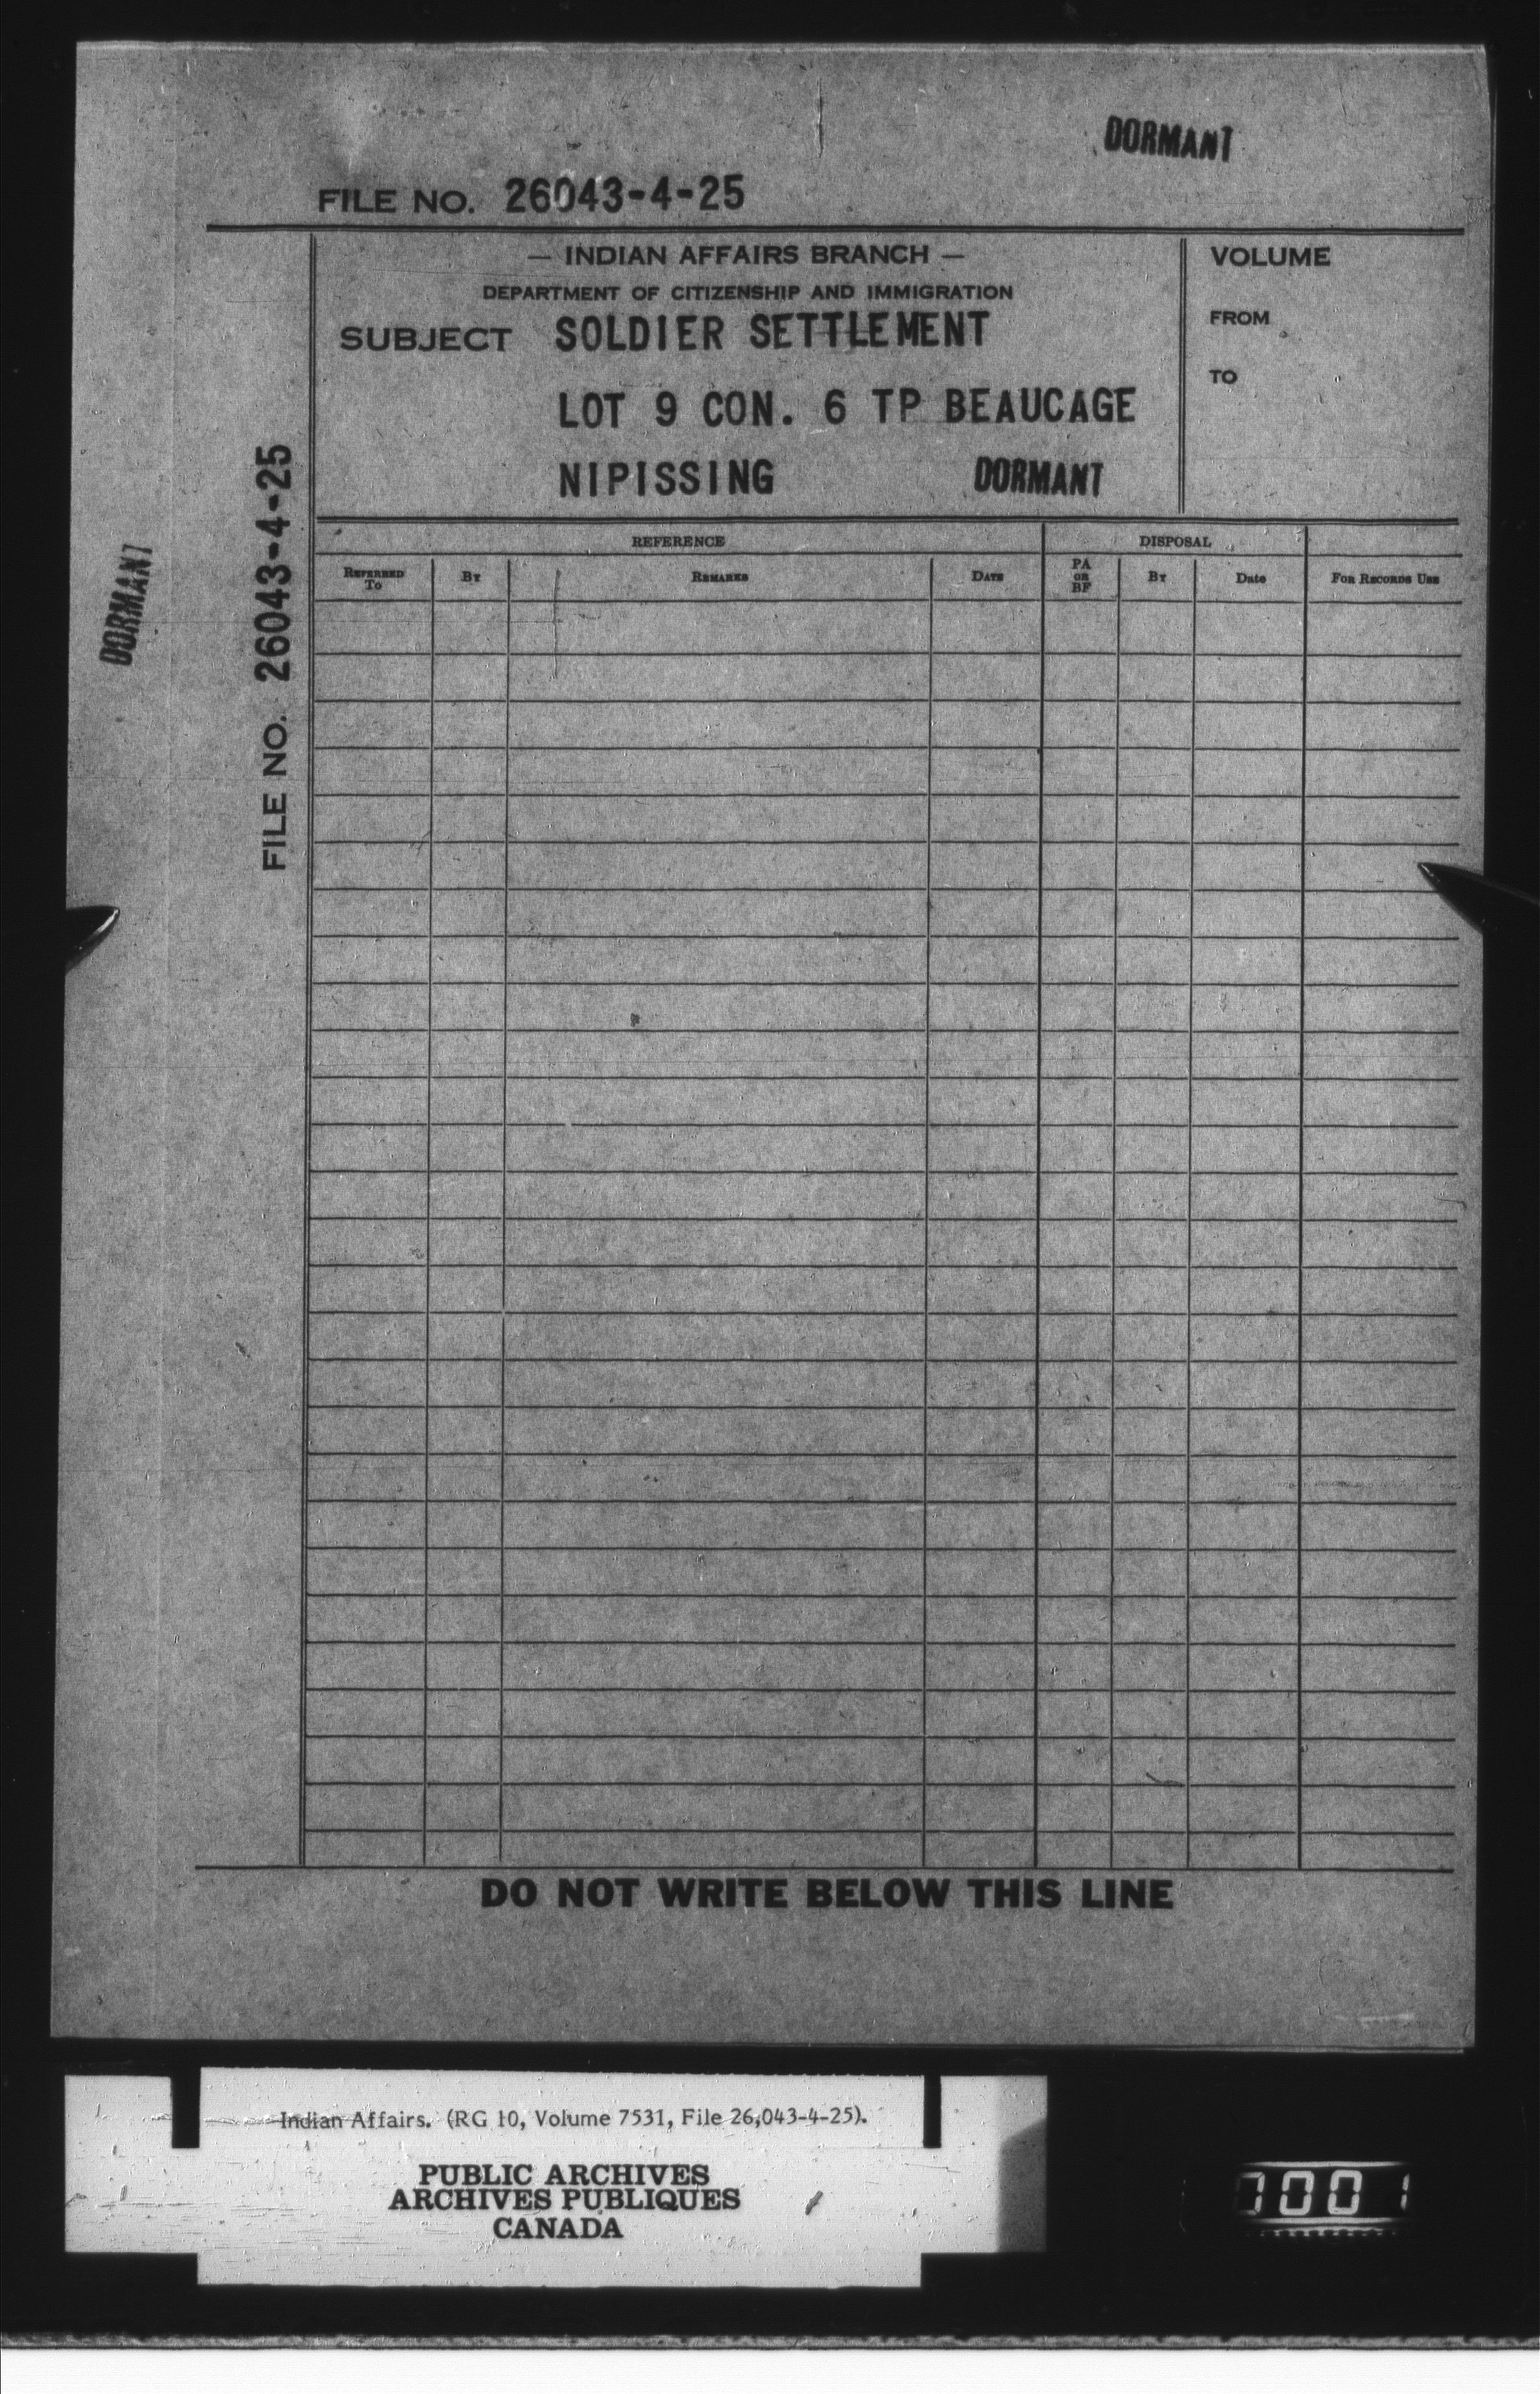 DORMANT
FILE NO. 26043-4-25
— INDIAN AFFAIRS BRANCH —
DEPARTMENT OF CITIZENSHIP AND IMMIGRATION
SUBJECT SOLDIER SETTLEMENT
LOT 9 CON. 6 TP BEAUCAGE
NIPISSING DORMANT
VOLUME
FROM
TO
DORMANT
FILE NO. 26043-4-25
REFERENCE DISPOSAL
REFERRED TO BY REMARKS DATE PA OR BF BY Date FOR RECORDS USE
DO NOT WRITE BELOW THIS LINE
Indian Affairs. (RG 10, Volume 7531, File 26,043-4-25).
PUBLIC ARCHIVES
ARCHIVES PUBLIQUES
CANADA